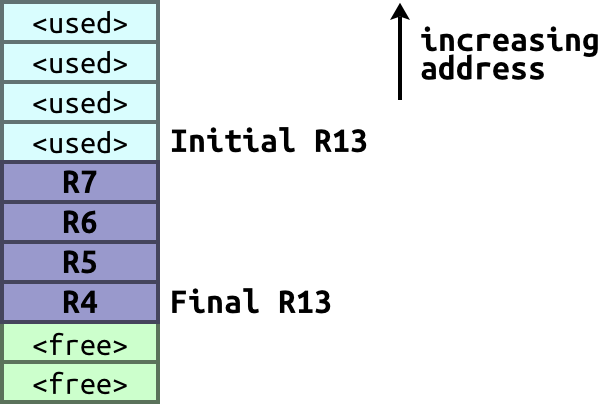 <used>
<used>
<used>
<used>
R7
R6
R5
R4
<free>
<free>
Initial R13
Final R13
increasing
address